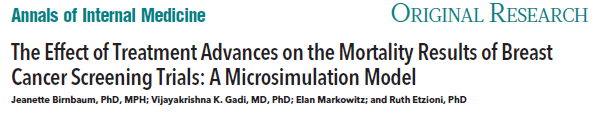 Annals of Internal Medicine ORIGINAL RESEARCH
The Effect of Treatment Advances on the Mortality Results of Breast
Cancer Screening Trials: A Microsimulation Model
Jeanette Birnbaum, PhD, MPH; Vijayakrishna K. Gadi, MD, PhD; Elan Markowitz; and Ruth Etzioni, PhD